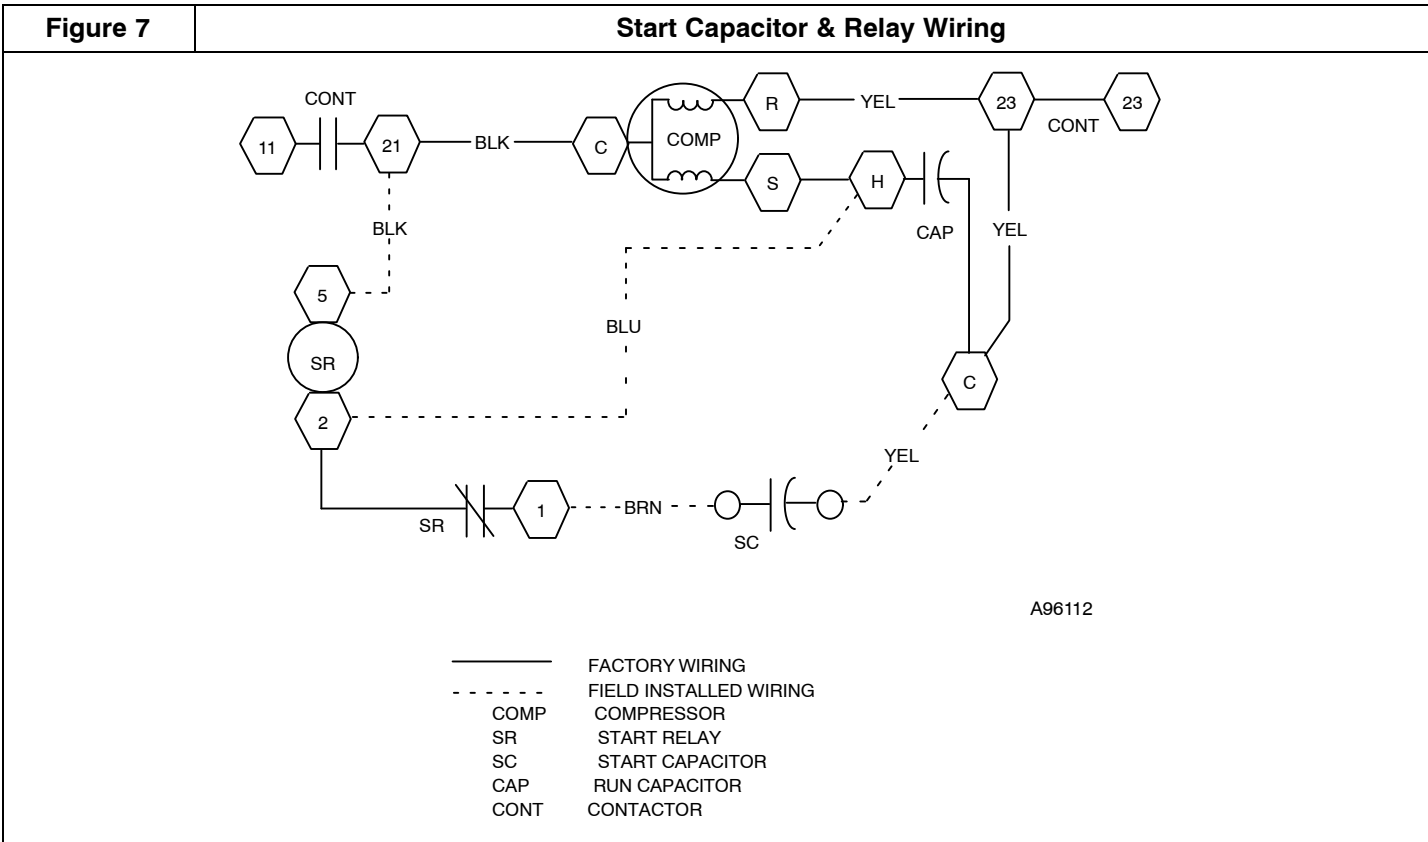 Figure 7
Start Capacitor & Relay Wiring
CONT
11
21
BLK
C
COMP
R
YEL
23
CONT
23
S
H
CAP
YEL
BLK
5
SR
2
BLU
C
YEL
SR
1
BRN
SC
A96112
FACTORY WIRING
FIELD INSTALLED WIRING
COMP COMPRESSOR
SR START RELAY
SC START CAPACITOR
CAP RUN CAPACITOR
CONT CONTACTOR